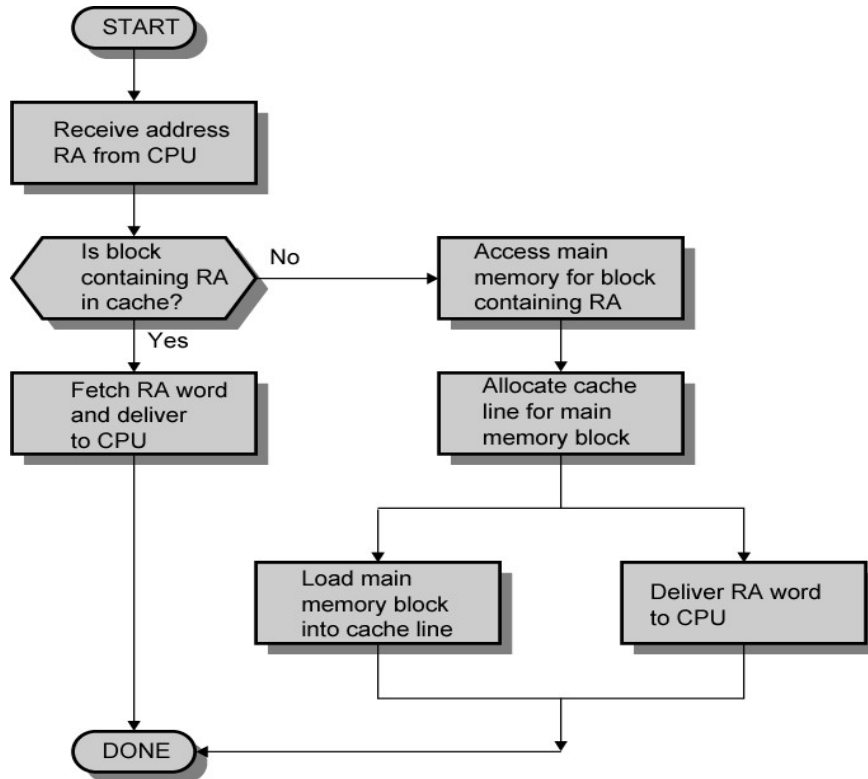 START
Receive address
RA from CPU
Is block
containing RA
in cache?
No
Access main
memory for block
containing RA
Yes
Fetch RA word
and deliver
to CPU
Allocate cache
line for main
memory block
Load main
memory block
into cache line
Deliver RA word
to CPU
DONE